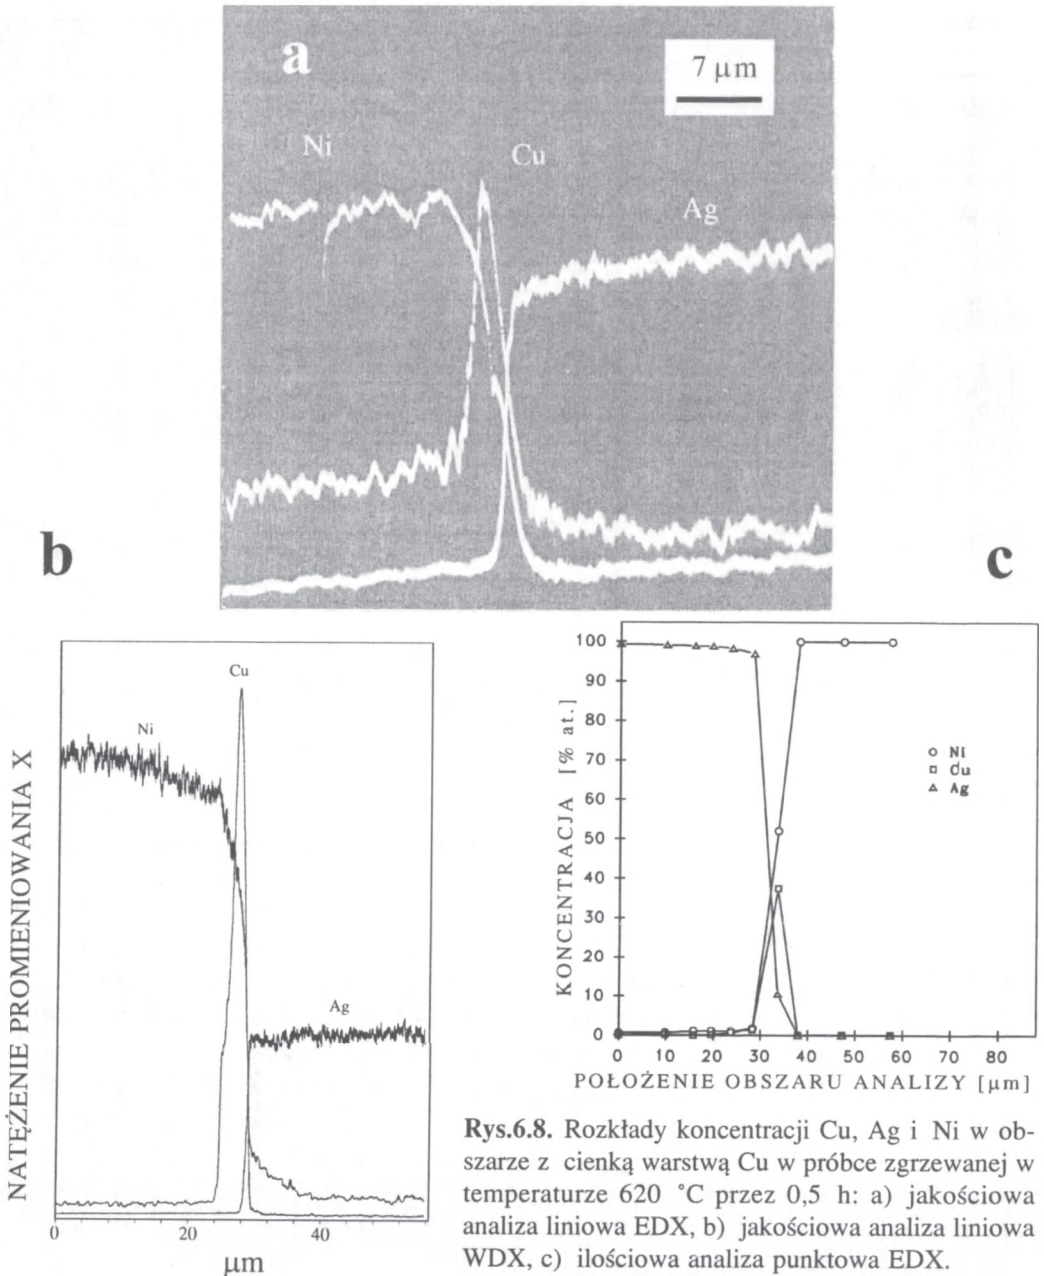 a
7 µm
Ni
Cu
Ag
b
c
NATĘŻENIE PROMIENIOWANIA X
Cu
Ni
Ag
0
20
40
µm
KONCENTRACJA [% at.]
100
90
80
70
60
50
40
30
20
10
0
Ni
Cu
Ag
0
10
20
30
40
50
60
70
80
POŁOŻENIE OBSZARU ANALIZY [µm]
Rys.6.8. Rozkłady koncentracji Cu, Ag i Ni w ob-
szarze z cienką warstwą Cu w próbce zgrzewanej w
temperaturze 620 °C przez 0,5 h: a) jakościowa
analiza liniowa EDX, b) jakościowa analiza liniowa
WDX, c) ilościowa analiza punktowa EDX.